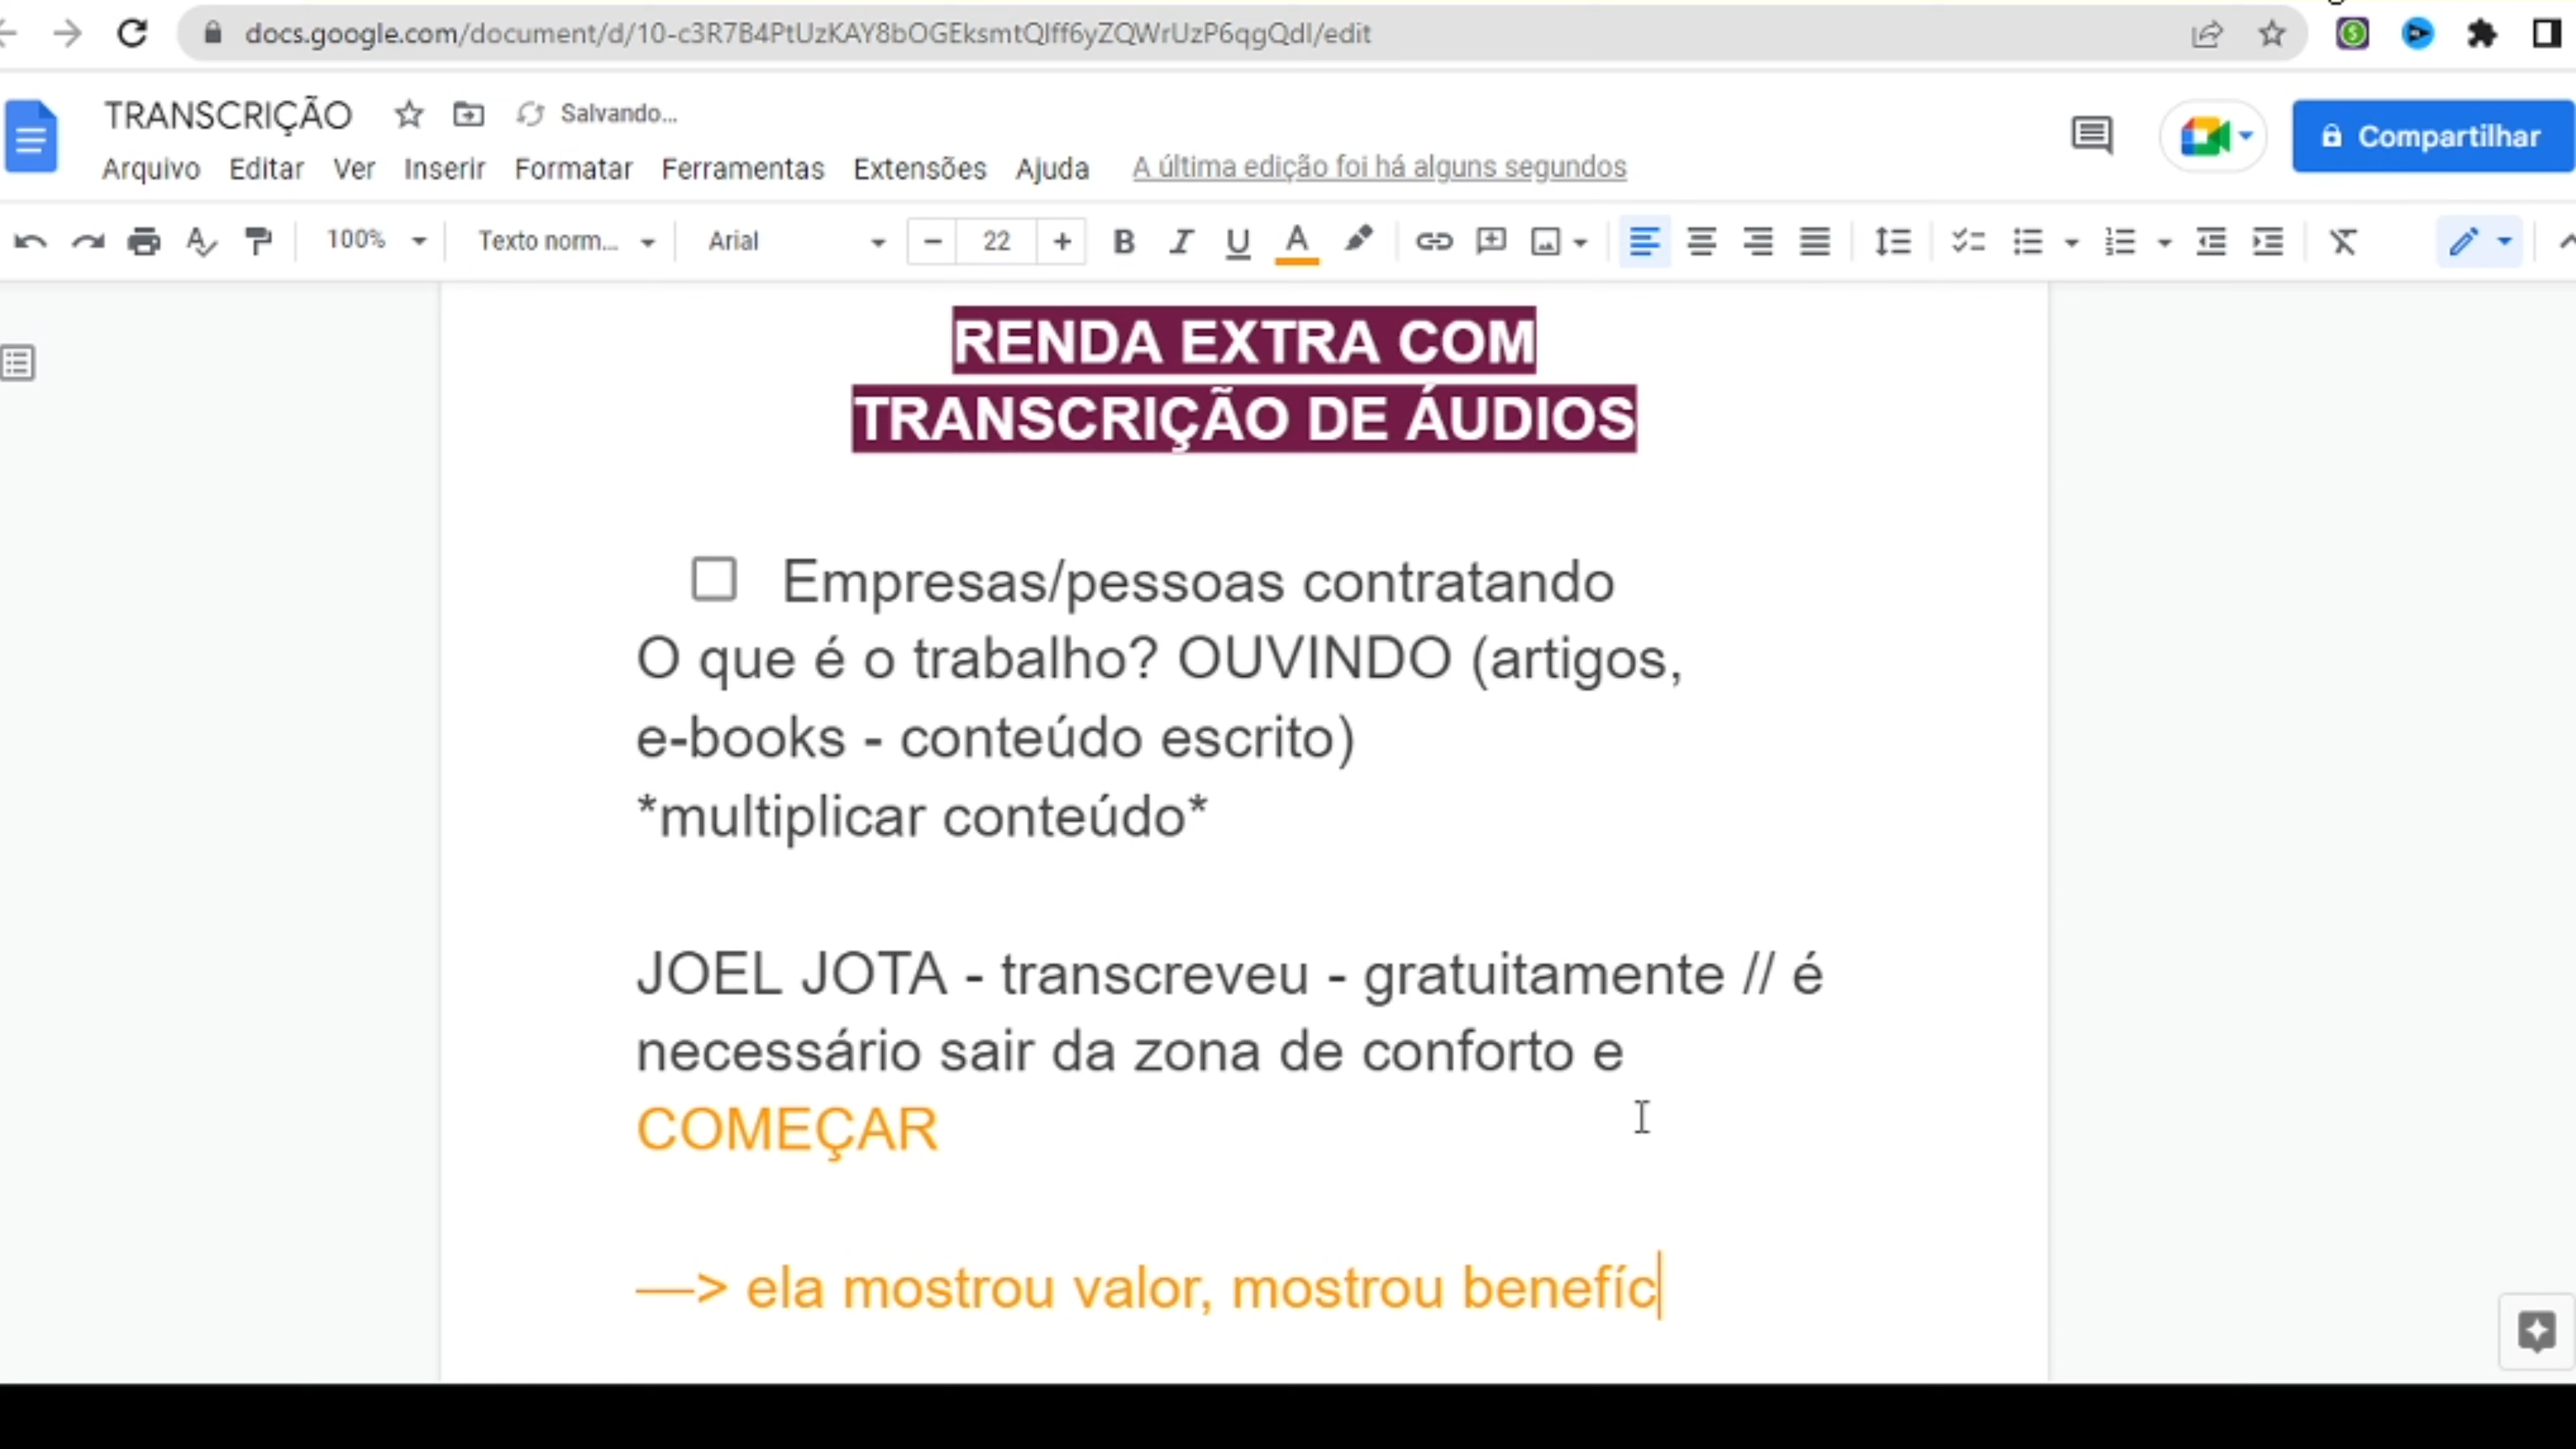 docs.google.com/document/d/10-c3R7B4PtUzKAY8bOGEksmtQIff6yZQWrUzP6qgQdI/edit
TRANSCRIÇÃO Salvando...
Compartilhar
Arquivo Editar Ver Inserir Formatar Ferramentas Extensões Ajuda A última edição foi há alguns segundos
100% Texto norm... Arial 22
RENDA EXTRA COM
TRANSCRIÇÃO DE ÁUDIOS
Empresas/pessoas contratando
O que é o trabalho? OUVINDO (artigos,
e-books - conteúdo escrito)
*multiplicar conteúdo*
JOEL JOTA - transcreveu - gratuitamente // é
necessário sair da zona de conforto e
COMEÇAR
—> ela mostrou valor, mostrou benefíc